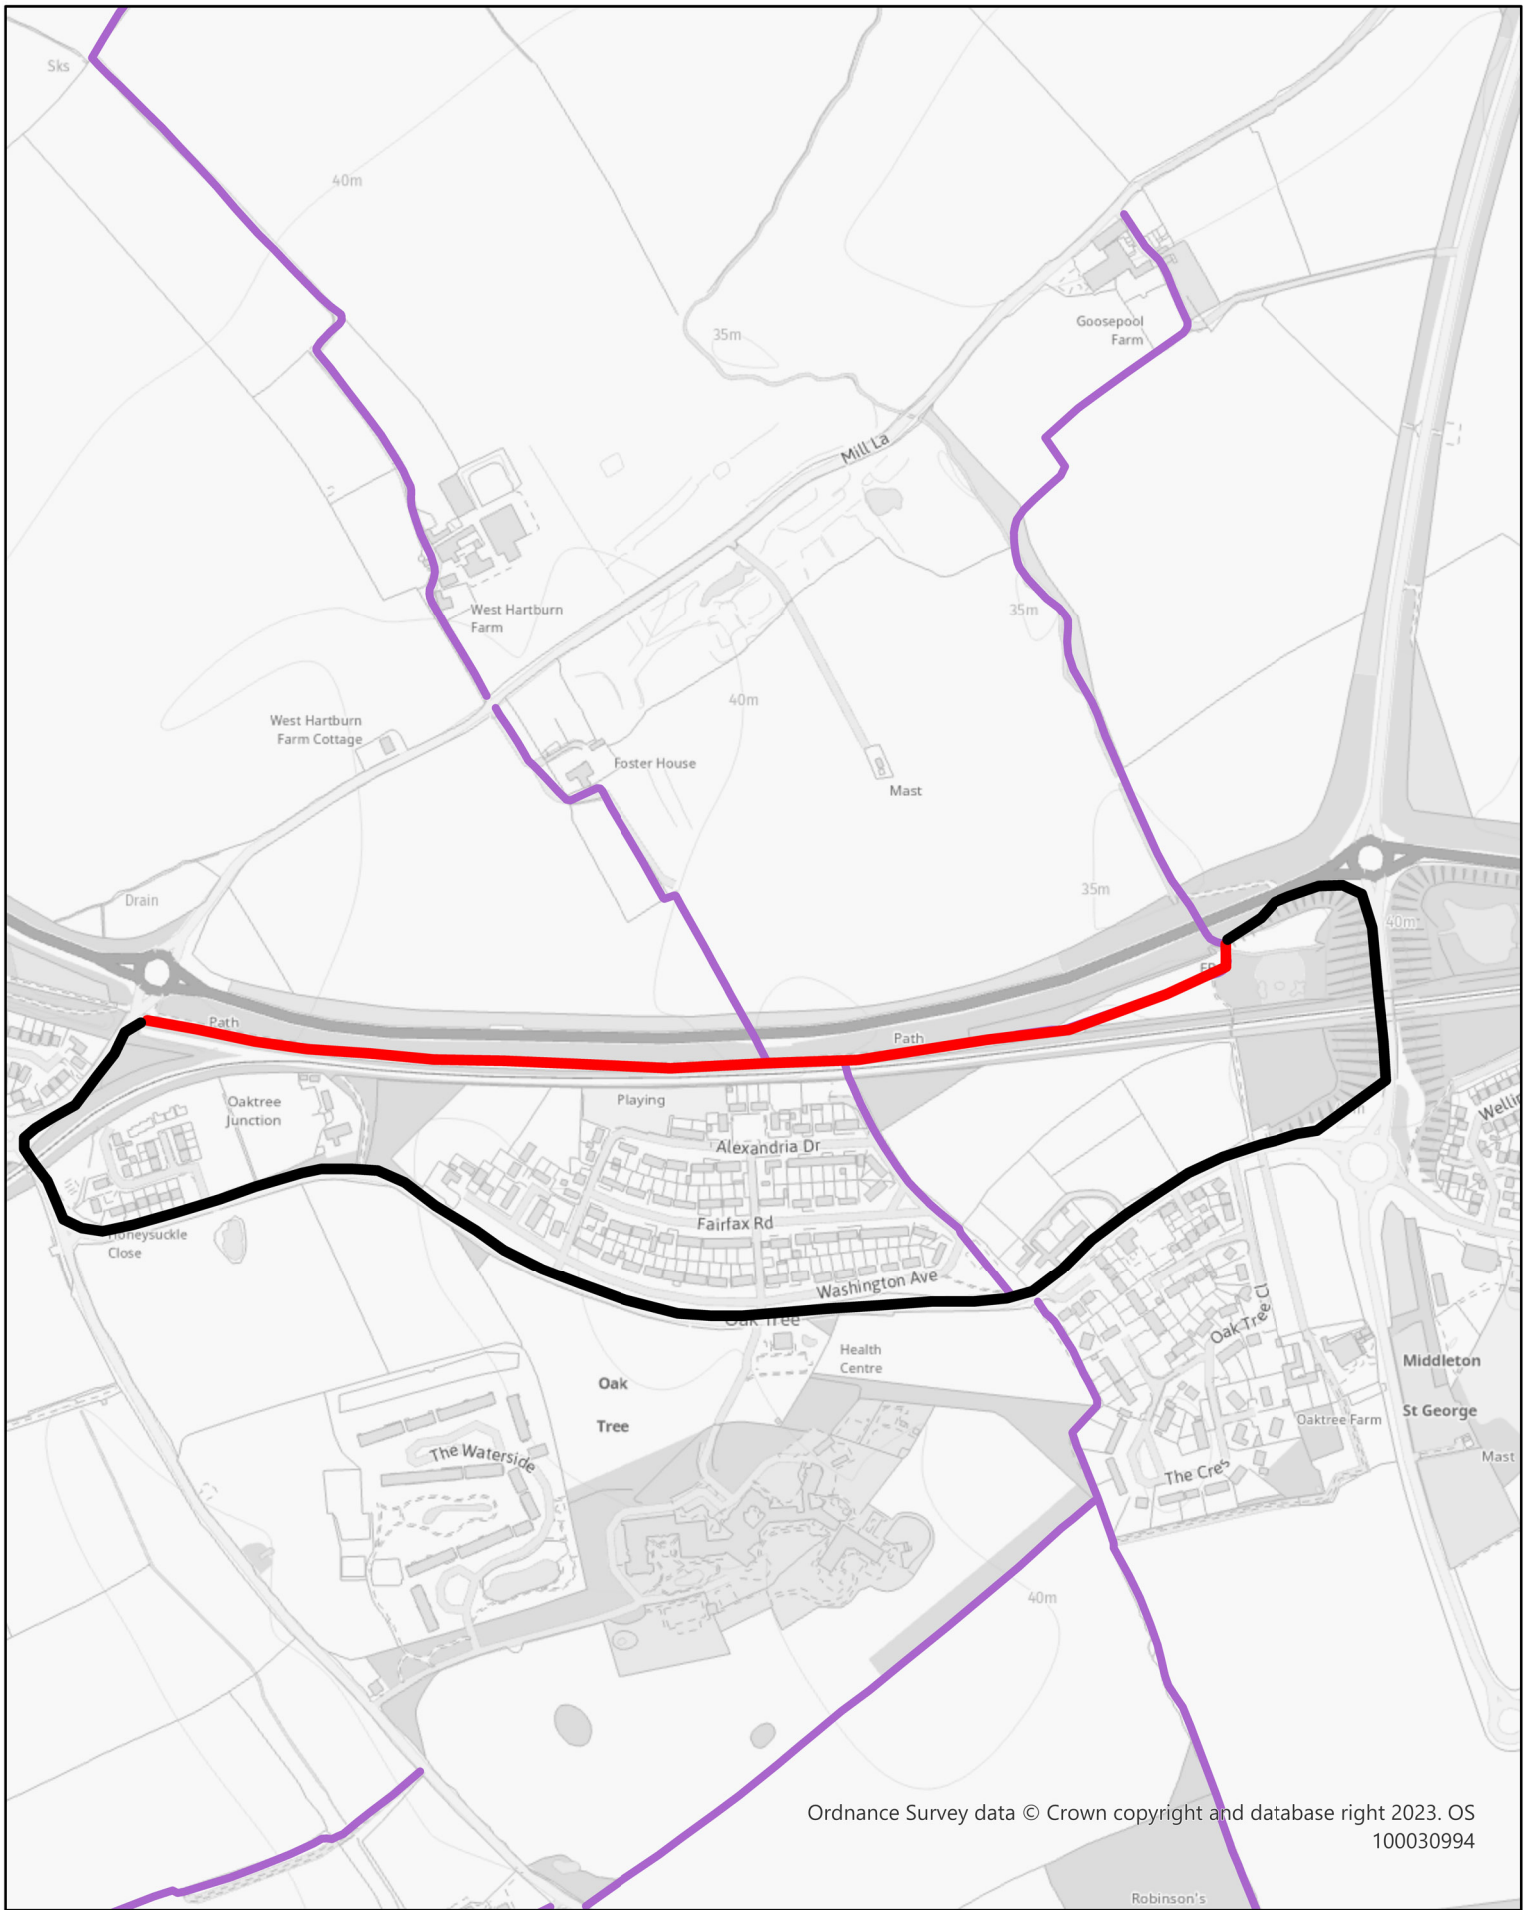 Sks
40m
35m
Goosepool
Farm
Mill La
West Hartburn
Farm
35m
40m
West Hartburn
Farm Cottage
Foster House
Mast
Drain
35m
40m
Path
Path
Oaktree
Junction
Playing
Alexandria Dr
Fairfax Rd
Washington Ave
Honeysuckle
Close
Oak Tree
Health
Centre
Oak
Tree
Oak Tree Cl
Middleton
St George
Oaktree Farm
The Waterside
The Cres
Mast
40m
Ordnance Survey data © Crown copyright and database right 2023. OS
100030994
Robinson's